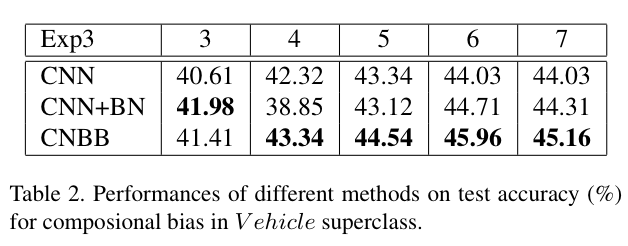 Exp3 3 4 5 6 7
CNN 40.61 42.32 43.34 44.03 44.03
CNN+BN 41.98 38.85 43.12 44.71 44.31
CNBB 41.41 43.34 44.54 45.96 45.16
Table 2. Performances of different methods on test accuracy (%)
for composional bias in Vehicle superclass.